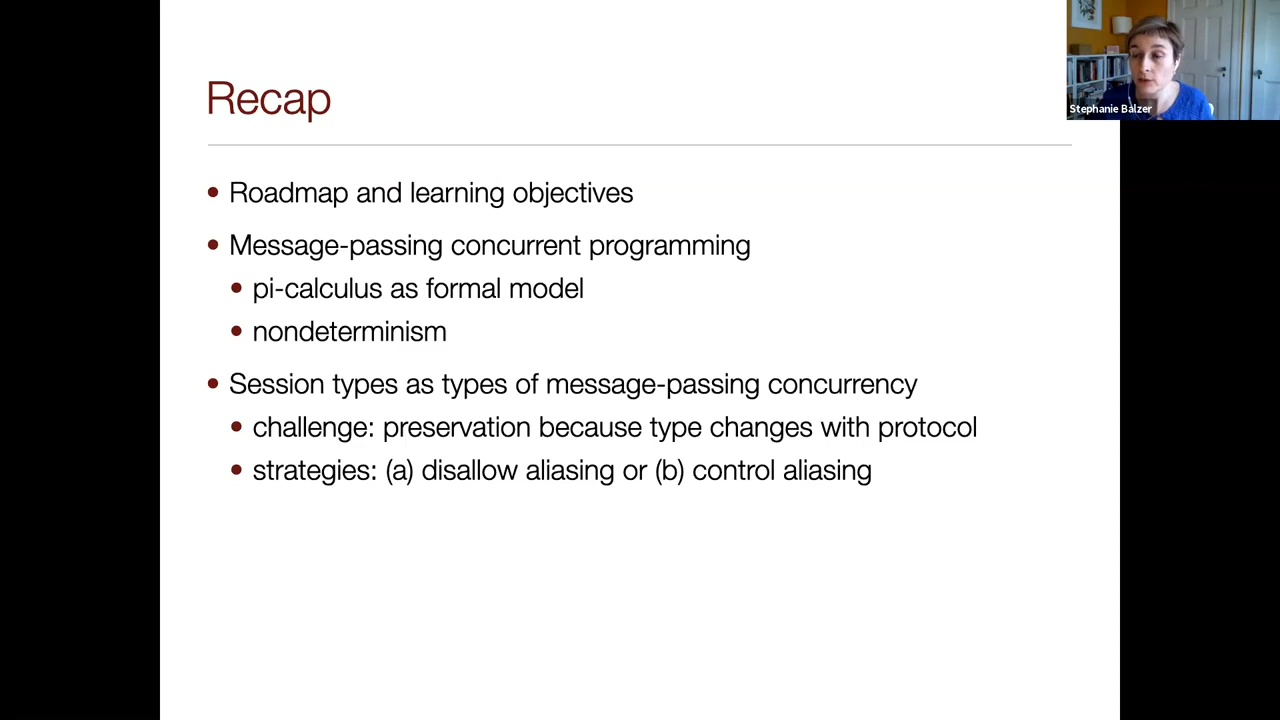 Recap
Stephanie Balzer
• Roadmap and learning objectives
• Message-passing concurrent programming
• pi-calculus as formal model
• nondeterminism
• Session types as types of message-passing concurrency
• challenge: preservation because type changes with protocol
• strategies: (a) disallow aliasing or (b) control aliasing